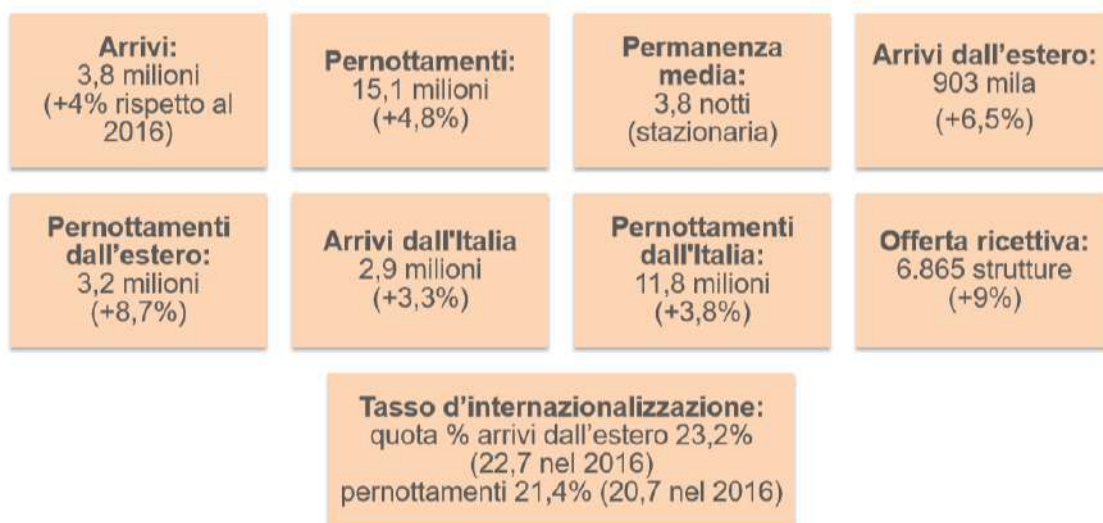 Arrivi:
3,8 milioni
(+4% rispetto al
2016)
Pernottamenti:
15,1 milioni
(+4,8%)
Permanenza
media:
3,8 notti
(stazionaria)
Arrivi dall'estero:
903 mila
(+6,5%)
Pernottamenti
dall'estero:
3,2 milioni
(+8,7%)
Arrivi dall'Italia
2,9 milioni
(+3,3%)
Pernottamenti
dall'Italia:
11,8 milioni
(+3,8%)
Offerta ricettiva:
6.865 strutture
(+9%)
Tasso d'internazionalizzazione:
quota % arrivi dall'estero 23,2%
(22,7 nel 2016)
pernottamenti 21,4% (20,7 nel 2016)